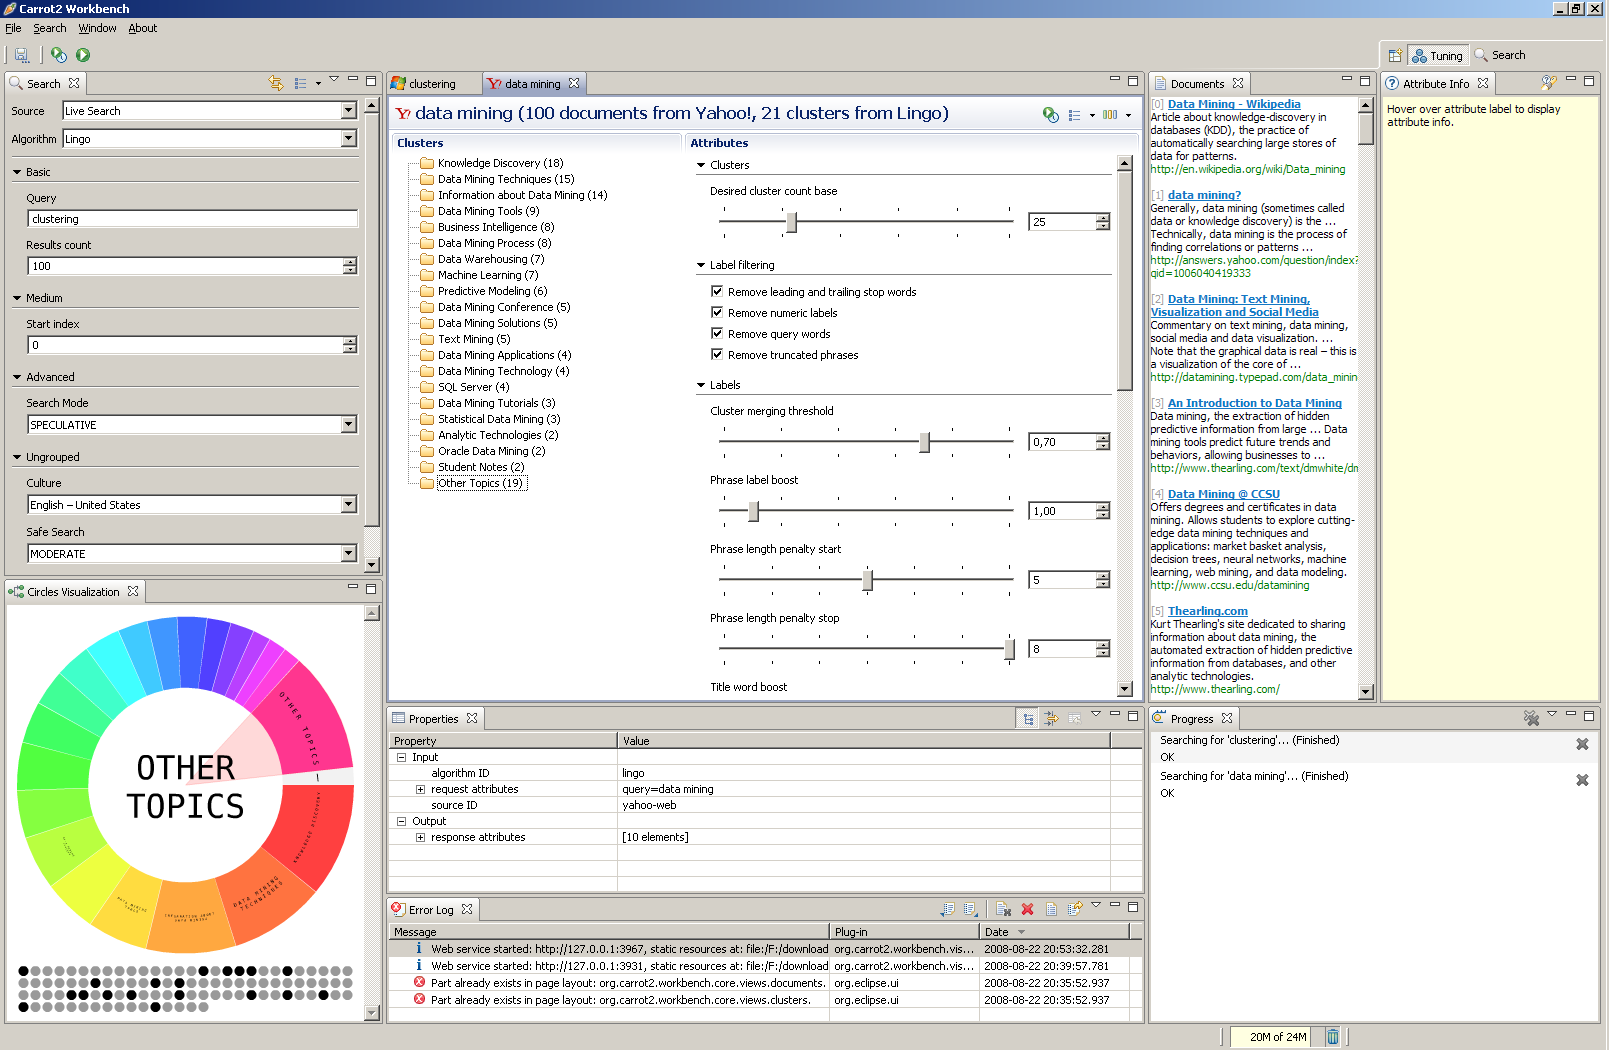 Carrot2 Workbench
File Search Window About
Tuning Search
Search
Source Live Search
Algorithm Lingo
Basic
Query
clustering
Results count
100
Medium
Start index
0
Advanced
Search Mode
SPECULATIVE
Ungrouped
Culture
English – United States
Safe Search
MODERATE
Circles Visualization
OTHER TOPICS
KNOWLEDGE DISCOVERY
DATA MINING
TECHNIQUES
INFORMATION ABOUT
DATA MINING
DATA MINING
TOOLS
OTHER
TOPICS
clustering data mining
data mining (100 documents from Yahoo!, 21 clusters from Lingo)
Clusters
Knowledge Discovery (18)
Data Mining Techniques (15)
Information about Data Mining (14)
Data Mining Tools (9)
Business Intelligence (8)
Data Mining Process (8)
Data Warehousing (7)
Machine Learning (7)
Predictive Modeling (6)
Data Mining Conference (5)
Data Mining Solutions (5)
Text Mining (5)
Data Mining Applications (4)
Data Mining Technology (4)
SQL Server (4)
Data Mining Tutorials (3)
Statistical Data Mining (3)
Analytic Technologies (2)
Oracle Data Mining (2)
Student Notes (2)
Other Topics (19)
Attributes
Clusters
Desired cluster count base
25
Label filtering
Remove leading and trailing stop words
Remove numeric labels
Remove query words
Remove truncated phrases
Labels
Cluster merging threshold
0,70
Phrase label boost
1,00
Phrase length penalty start
5
Phrase length penalty stop
8
Title word boost
Documents
[0] Data Mining - Wikipedia
Article about knowledge-discovery in
databases (KDD), the practice of
automatically searching large stores of
data for patterns.
http://en.wikipedia.org/wiki/Data_mining
[1] data mining?
Generally, data mining (sometimes called
data or knowledge discovery) is the ...
Technically, data mining is the process of
finding correlations or patterns ...
http://answers.yahoo.com/question/index?
qid=1006040419333
[2] Data Mining: Text Mining,
Visualization and Social Media
Commentary on text mining, data mining,
social media and data visualization. ...
Note that the graphical data is real – this is
a visualization of the core of ...
http://datamining.typepad.com/data_minin
[3] An Introduction to Data Mining
Data mining, the extraction of hidden
predictive information from large ... Data
mining tools predict future trends and
behaviors, allowing businesses to ...
http://www.thearling.com/text/dmwhite/dm
[4] Data Mining @ CCSU
Offers degrees and certificates in data
mining. Allows students to explore cutting-
edge data mining techniques and
applications: market basket analysis,
decision trees, neural networks, machine
learning, web mining, and data modeling.
http://www.ccsu.edu/datamining
[5] Thearling.com
Kurt Thearling's site dedicated to sharing
information about data mining, the
automated extraction of hidden predictive
information from databases, and other
analytic technologies.
http://www.thearling.com/
Attribute Info
Hover over attribute label to display
attribute info.
Properties
Property Value
Input
algorithm ID lingo
request attributes query=data mining
source ID yahoo-web
Output
response attributes [10 elements]
Error Log
Message Plug-in Date
Web service started: http://127.0.0.1:3967, static resources at: file:/F:/download org.carrot2.workbench.vis... 2008-08-22 20:53:32.281
Web service started: http://127.0.0.1:3931, static resources at: file:/F:/download org.carrot2.workbench.vis... 2008-08-22 20:39:57.781
Part already exists in page layout: org.carrot2.workbench.core.views.documents. org.eclipse.ui 2008-08-22 20:35:52.937
Part already exists in page layout: org.carrot2.workbench.core.views.clusters. org.eclipse.ui 2008-08-22 20:35:52.937
Progress
Searching for 'clustering'... (Finished)
OK
Searching for 'data mining'... (Finished)
OK
20M of 24M